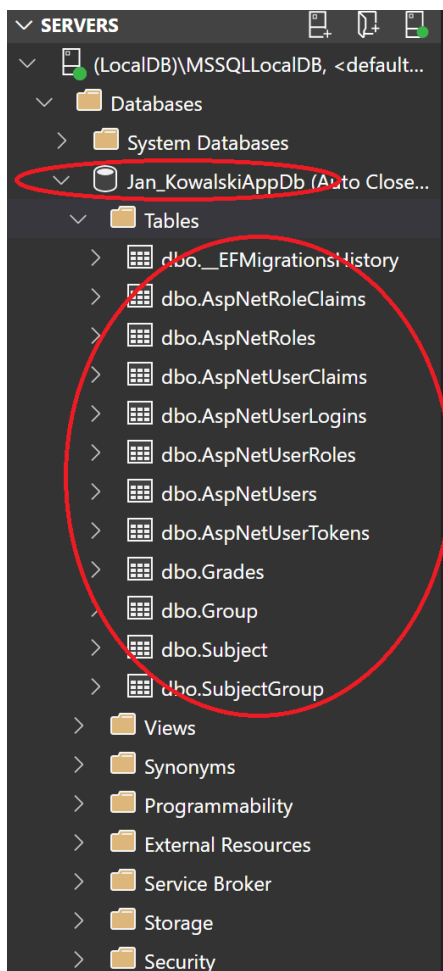 SERVERS
(LocalDB)\MSSQLLocalDB, <default...
Databases
System Databases
Jan_KowalskiAppDb (Auto Close...
Tables
dbo.__EFMigrationsHistory
dbo.AspNetRoleClaims
dbo.AspNetRoles
dbo.AspNetUserClaims
dbo.AspNetUserLogins
dbo.AspNetUserRoles
dbo.AspNetUsers
dbo.AspNetUserTokens
dbo.Grades
dbo.Group
dbo.Subject
dbo.SubjectGroup
Views
Synonyms
Programmability
External Resources
Service Broker
Storage
Security